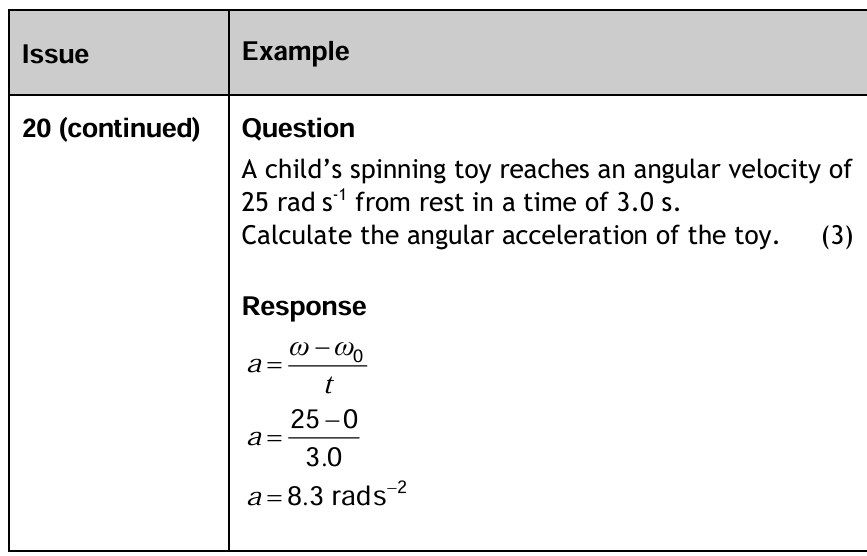 Issue
Example
20 (continued)
Question
A child’s spinning toy reaches an angular velocity of
25 rad s⁻¹ from rest in a time of 3.0 s.
Calculate the angular acceleration of the toy. (3)
Response
a = (ω − ω₀) / t
a = (25 − 0) / 3.0
a = 8.3 rad s⁻²